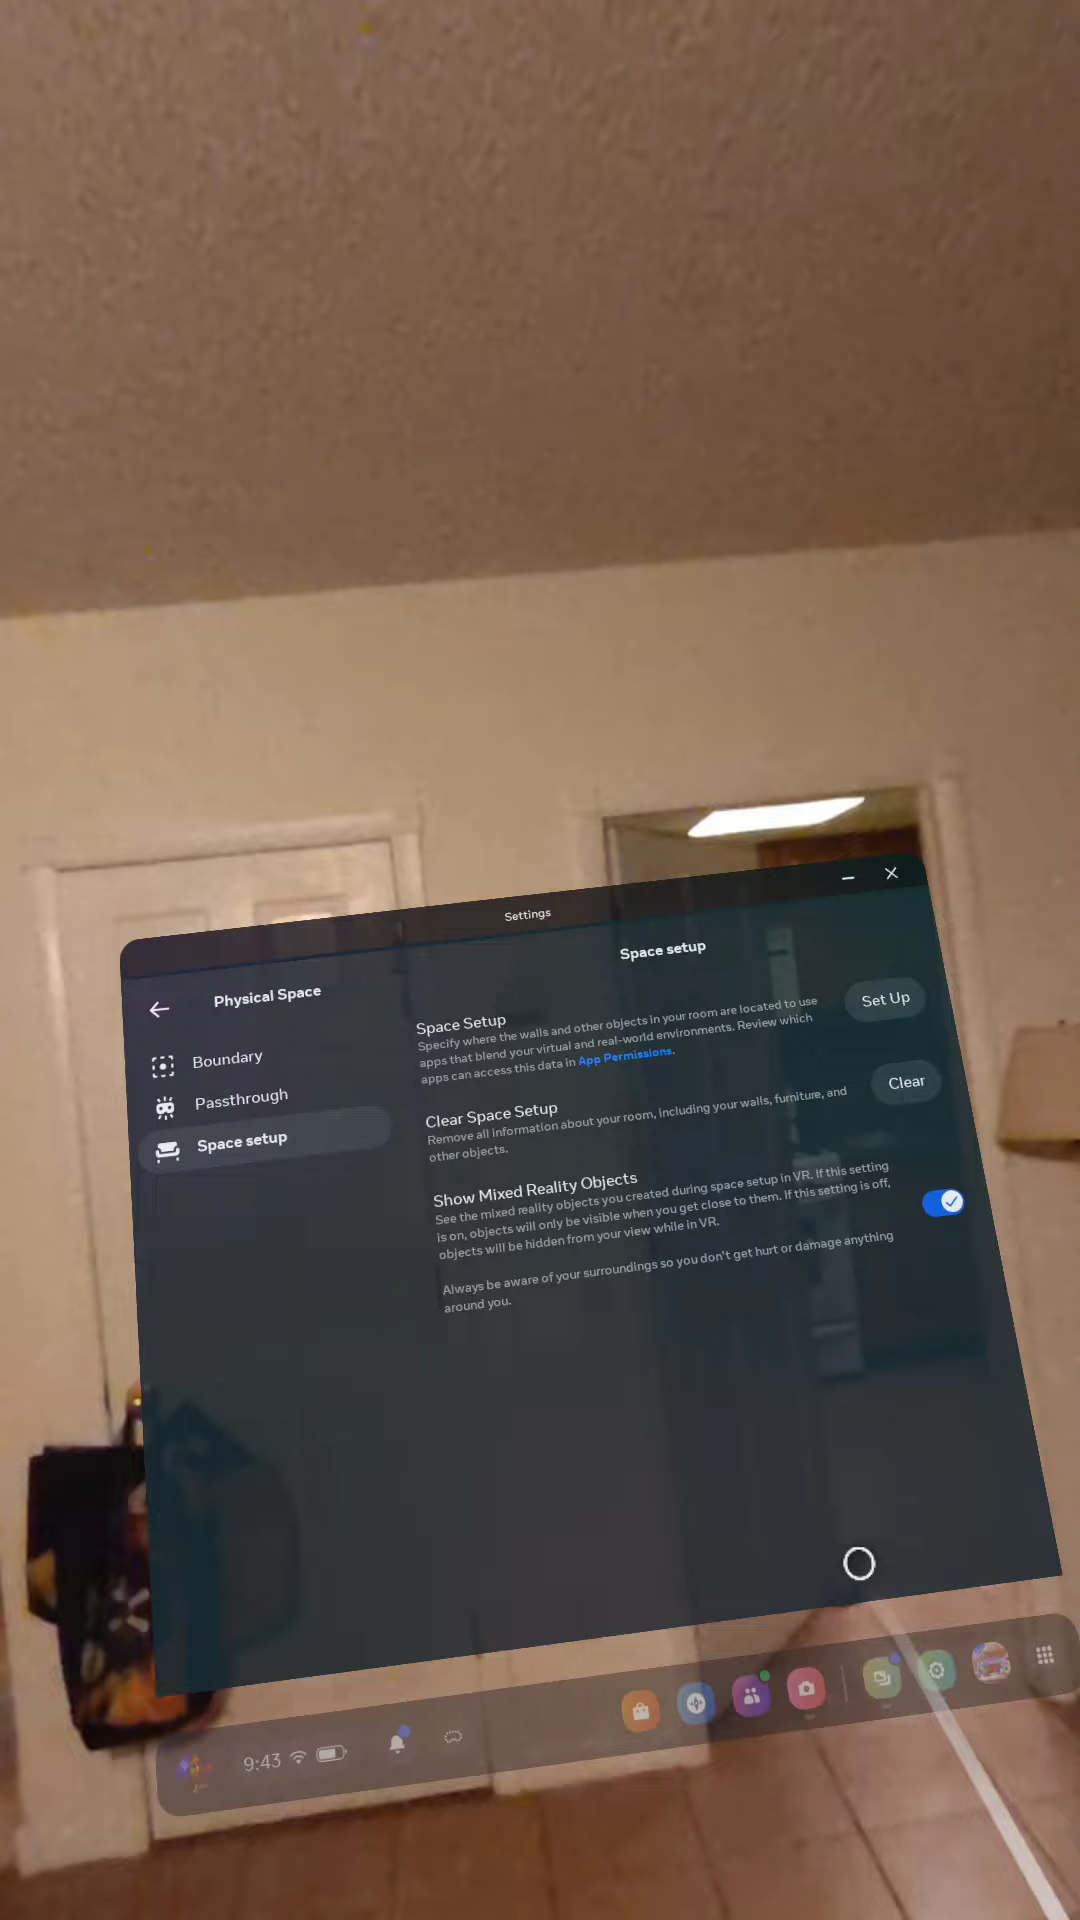 Settings
Physical Space
Boundary
Passthrough
Space setup
Space setup
Space Setup
Specify where the walls and other objects in your room are located to use
apps that blend your virtual and real-world environments. Review which
apps can access this data in App Permissions.
Set Up
Clear Space Setup
Remove all information about your room, including your walls, furniture, and
other objects.
Clear
Show Mixed Reality Objects
See the mixed reality objects you created during space setup in VR. If this setting
is on, objects will only be visible when you get close to them. If this setting is off,
objects will be hidden from your view while in VR.
Always be aware of your surroundings so you don't get hurt or damage anything
around you.
9:43